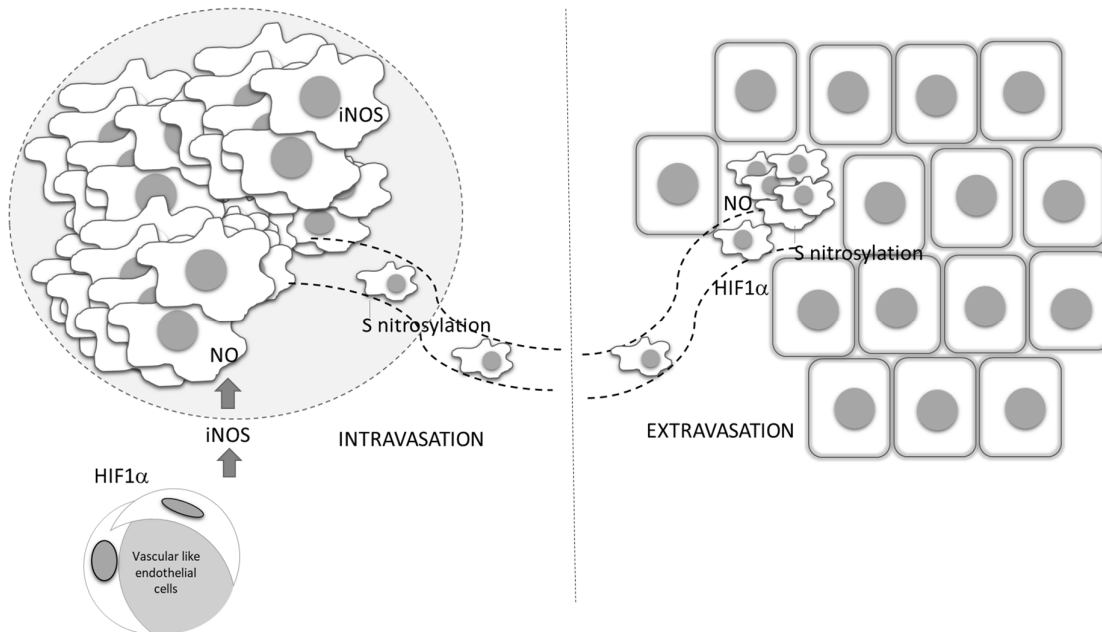 iNOS
S nitrosylation
NO
iNOS
INTRAVASATION
HIF1α
Vascular like
endothelial
cells
NO
S nitrosylation
HIF1α
EXTRAVASATION